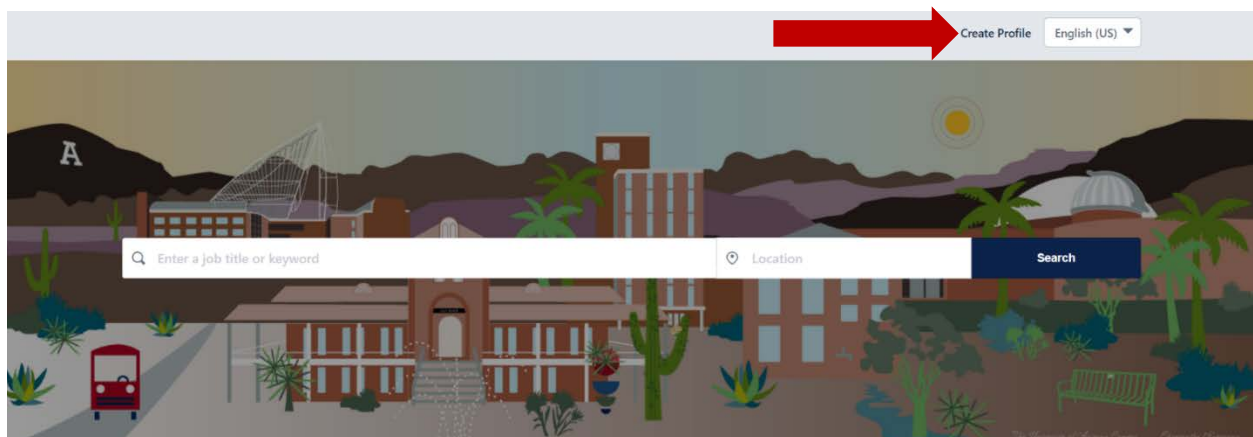 Create Profile English (US)
A
Enter a job title or keyword Location Search